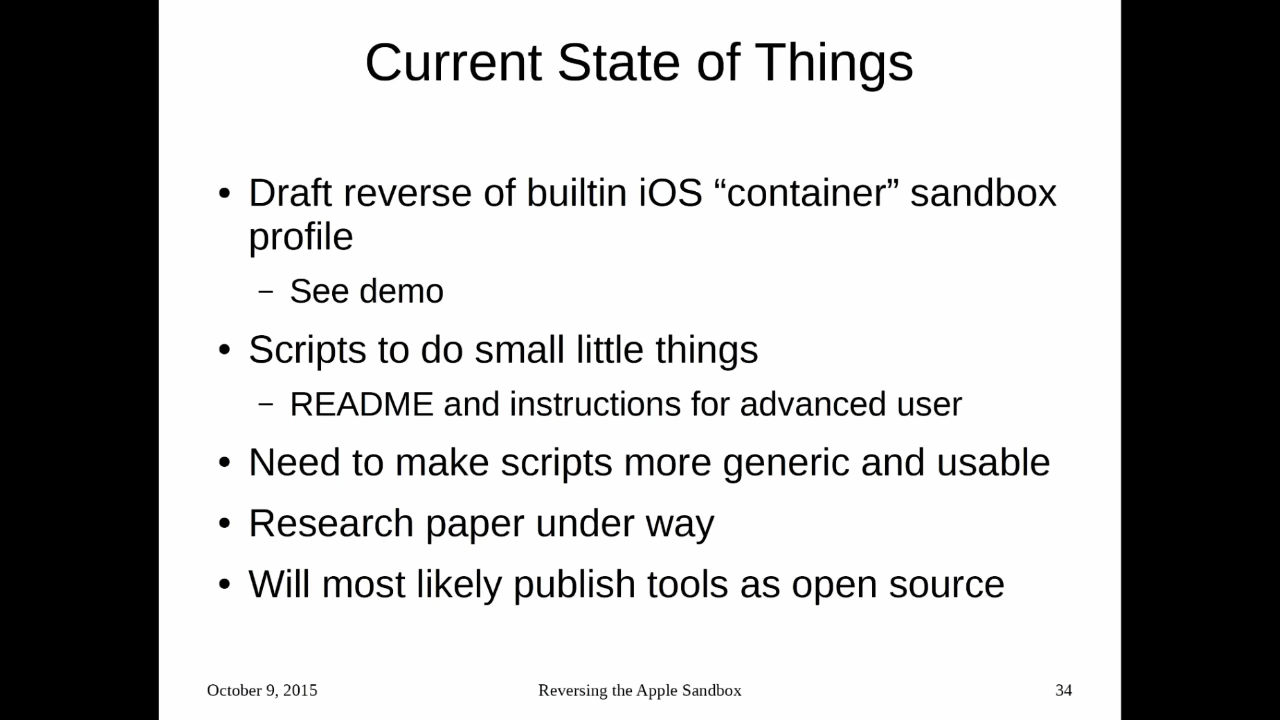 Current State of Things
• Draft reverse of builtin iOS “container” sandbox
profile
– See demo
• Scripts to do small little things
– README and instructions for advanced user
• Need to make scripts more generic and usable
• Research paper under way
• Will most likely publish tools as open source
October 9, 2015 Reversing the Apple Sandbox 34